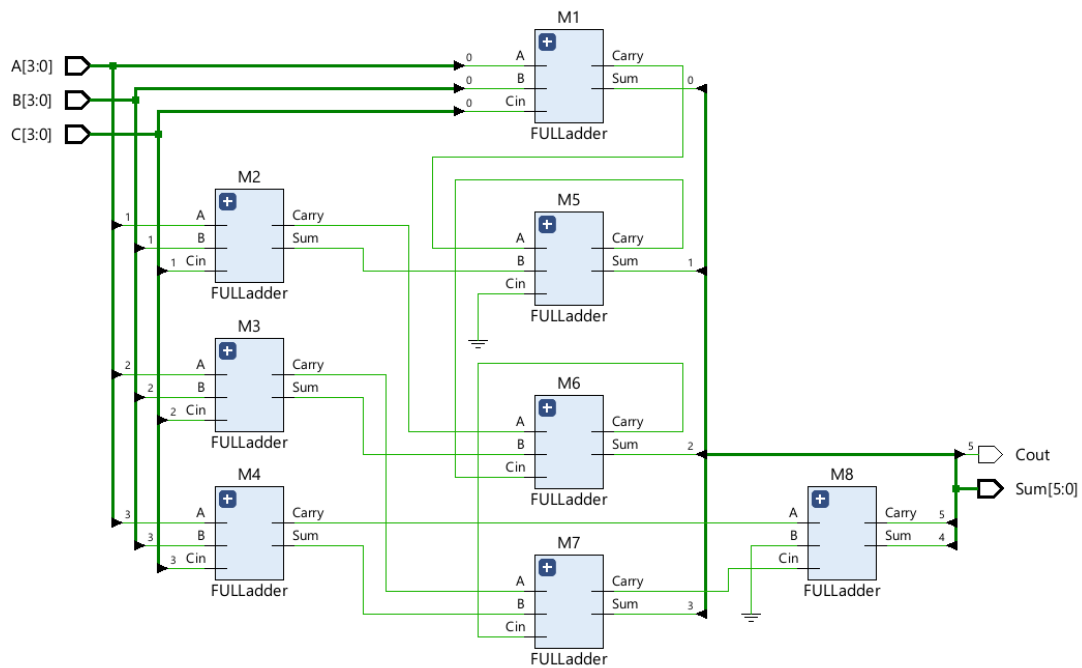 M1
A[3:0]
0
A
Carry
B[3:0]
0
B
Sum
0
C[3:0]
0
Cin
FULLadder
M2
M5
1
A
Carry
1
B
Sum
1
Cin
FULLadder
A
Carry
B
Sum
1
Cin
FULLadder
M3
2
A
Carry
2
B
Sum
2
Cin
FULLadder
M6
A
Carry
B
Sum
2
Cin
FULLadder
5
Cout
Sum[5:0]
M4
3
A
Carry
3
B
Sum
3
Cin
FULLadder
M8
A
Carry
5
B
Sum
4
Cin
FULLadder
M7
A
Carry
B
Sum
3
Cin
FULLadder